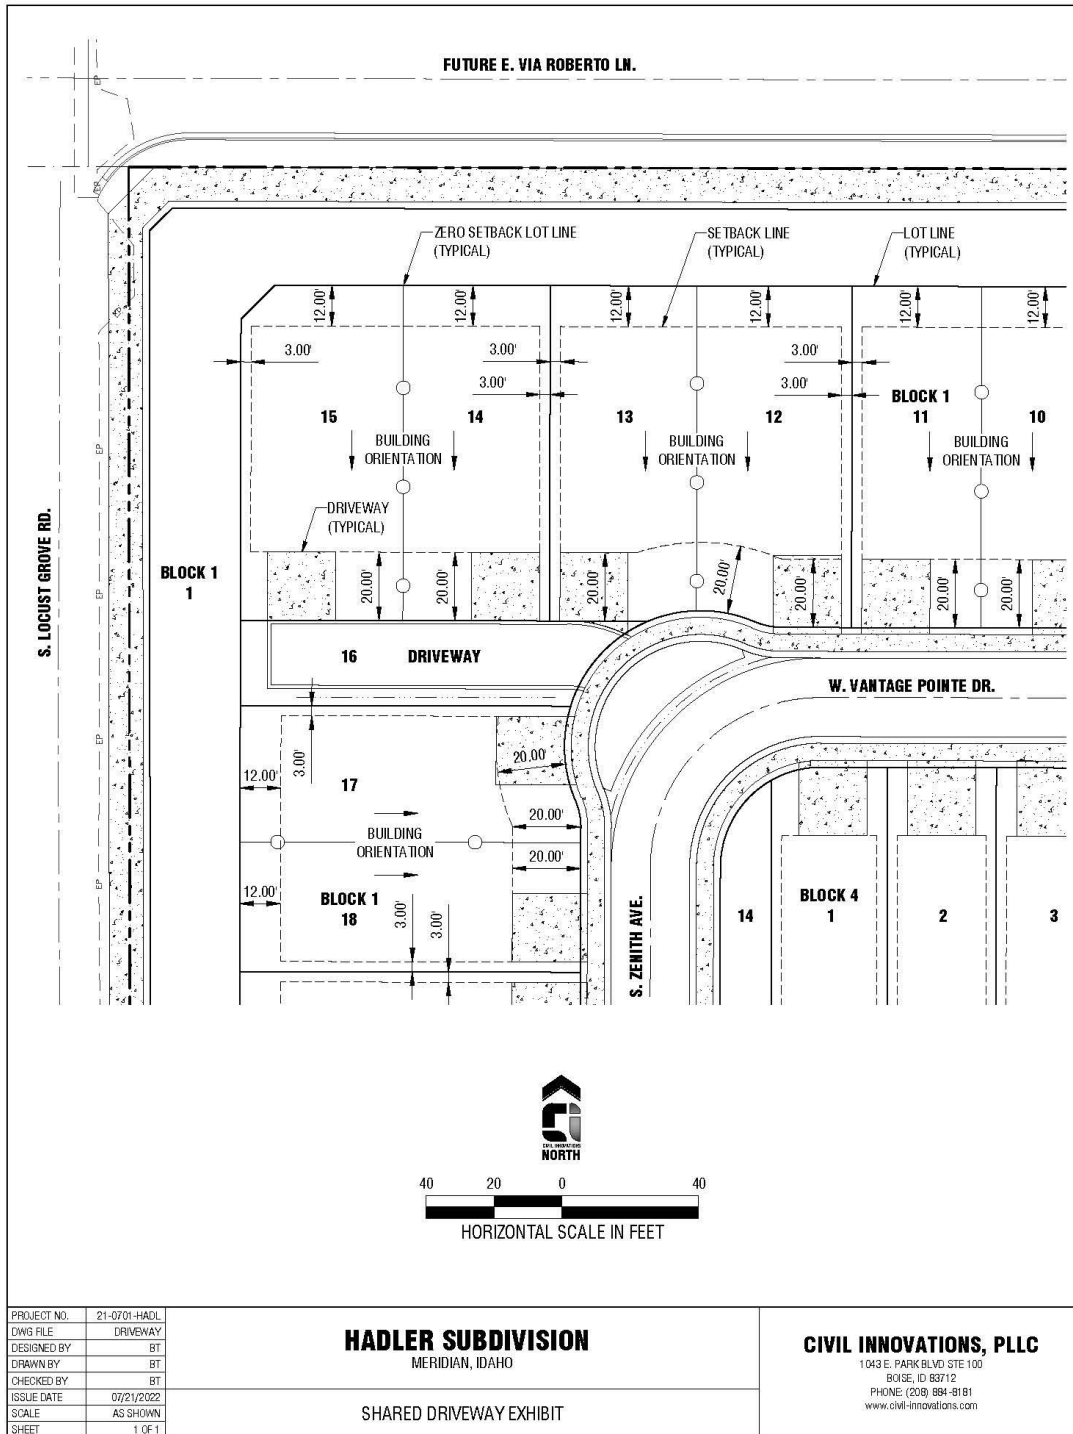 FUTURE E. VIA ROBERTO LN.
EP
EP
ZERO SETBACK LOT LINE
(TYPICAL)
SETBACK LINE
(TYPICAL)
LOT LINE
(TYPICAL)
12.00'
12.00'
12.00'
12.00'
12.00'
12.00'
3.00'
3.00'
3.00'
3.00'
3.00'
BLOCK 1
15
14
13
12
11
10
BUILDING
ORIENTATION
BUILDING
ORIENTATION
BUILDING
ORIENTATION
EP
DRIVEWAY
(TYPICAL)
S. LOCUST GROVE RD.
BLOCK 1
1
20.00'
20.00'
20.00'
20.00'
20.00'
20.00'
20.00'
EP
16
DRIVEWAY
W. VANTAGE POINTE DR.
EP
3.00'
20.00'
12.00'
17
20.00'
BUILDING
ORIENTATION
20.00'
EP
12.00'
BLOCK 1
18
3.00'
3.00'
S. ZENITH AVE.
14
BLOCK 4
1
2
3
CIVIL INNOVATIONS
NORTH
40 20 0 40
HORIZONTAL SCALE IN FEET
PROJECT NO. 21-0701-HADL
DWG FILE DRIVEWAY
DESIGNED BY BT
DRAWN BY BT
CHECKED BY BT
ISSUE DATE 07/21/2022
SCALE AS SHOWN
SHEET 1 OF 1
HADLER SUBDIVISION
MERIDIAN, IDAHO
SHARED DRIVEWAY EXHIBIT
CIVIL INNOVATIONS, PLLC
1043 E. PARK BLVD STE 100
BOISE, ID 83712
PHONE: (208) 884-8181
www.civil-innovations.com